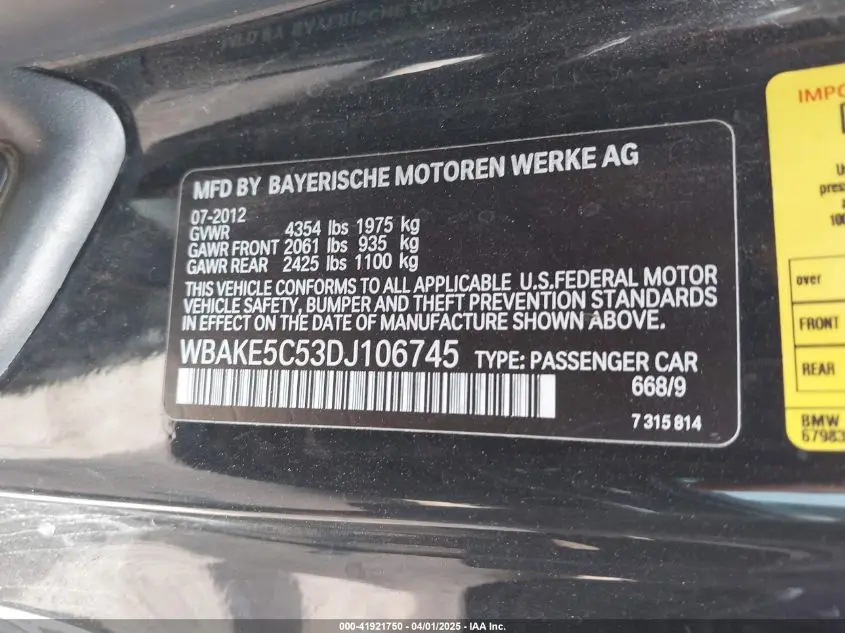 MFD BY BAYERISCHE MOTOREN WERKE AG
07-2012
GVWR 4354 lbs 1975 kg
GAWR FRONT 2061 lbs 935 kg
GAWR REAR 2425 lbs 1100 kg
THIS VEHICLE CONFORMS TO ALL APPLICABLE U.S.FEDERAL MOTOR
VEHICLE SAFETY, BUMPER AND THEFT PREVENTION STANDARDS
IN EFFECT ON THE DATE OF MANUFACTURE SHOWN ABOVE.
WBAKE5C53DJ106745 TYPE: PASSENGER CAR
668/9
7 315 814
over
FRONT
REAR
BMW
000-41921750 - 04/01/2025 - IAA Inc.